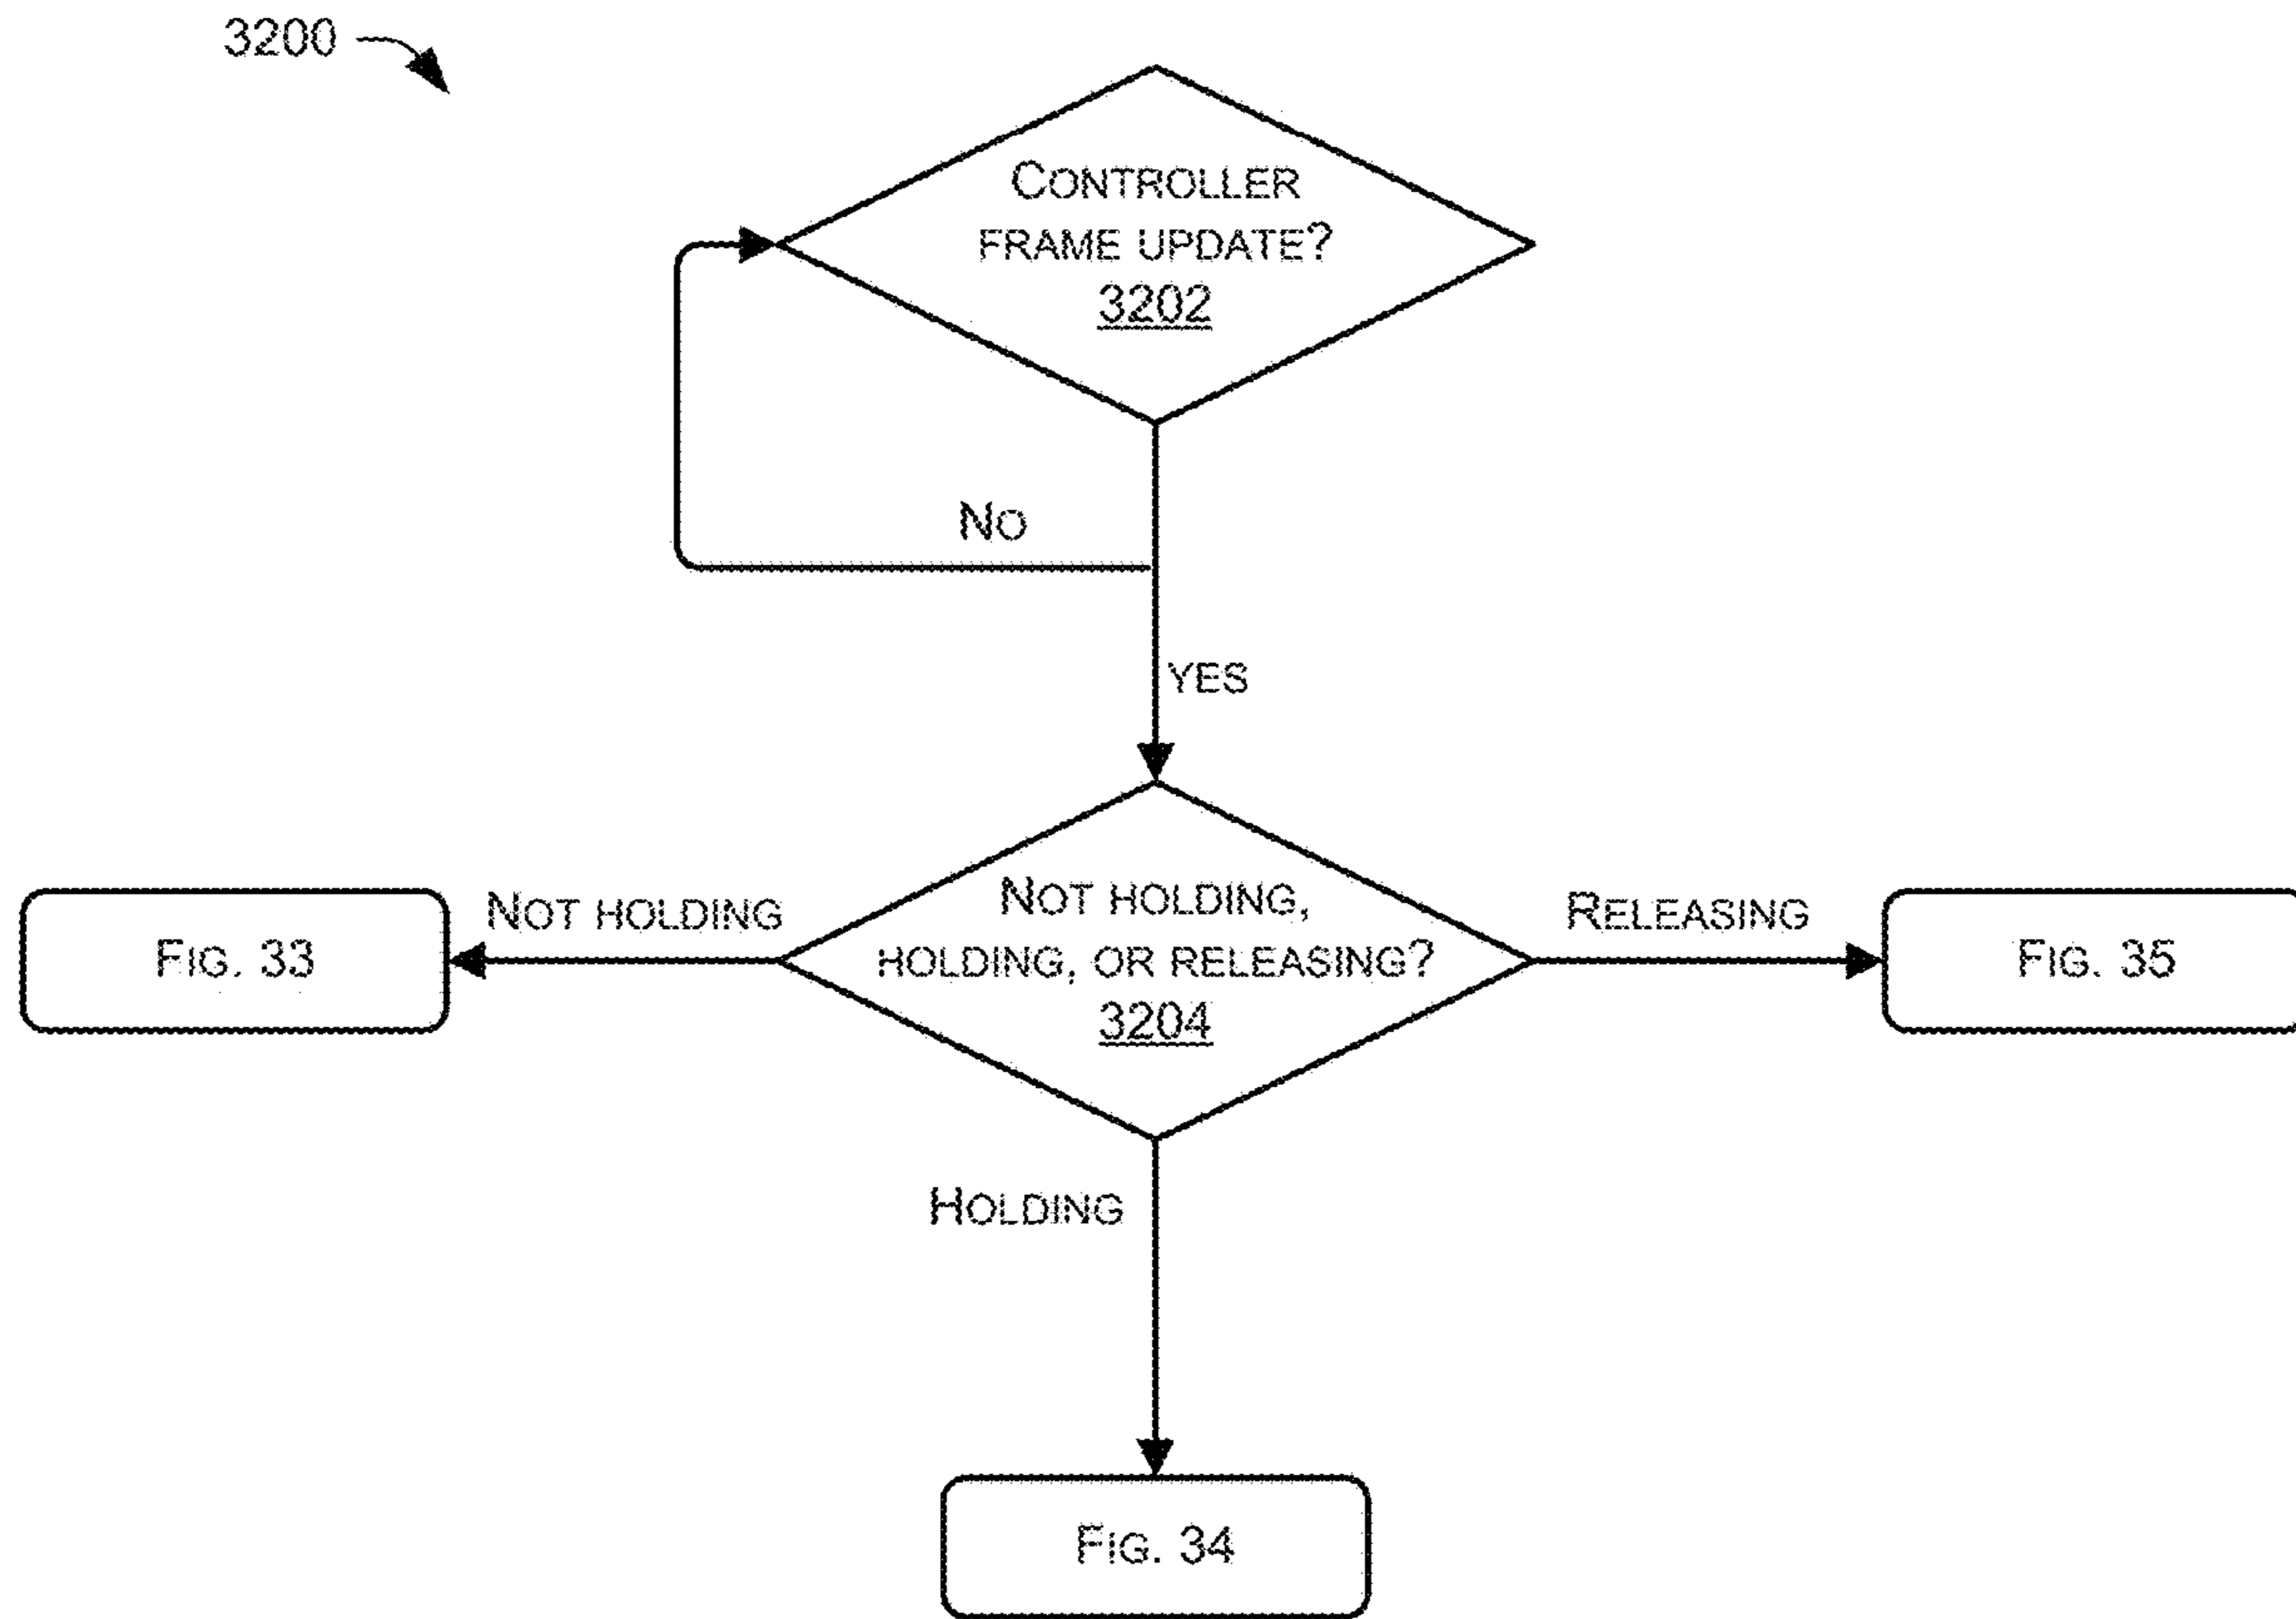 3200
CONTROLLER
FRAME UPDATE?
3202
NO
YES
NOT HOLDING
NOT HOLDING,
HOLDING, OR RELEASING?
3204
RELEASING
FIG. 33
FIG. 35
HOLDING
FIG. 34